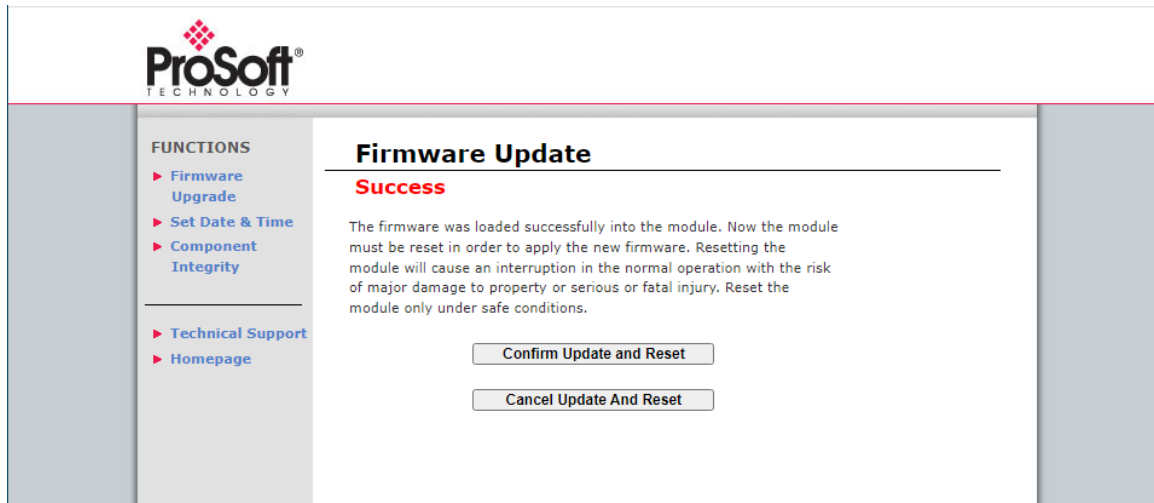 ProSoft®
TECHNOLOGY
FUNCTIONS
Firmware
Upgrade
Set Date & Time
Component
Integrity
Technical Support
Homepage
Firmware Update
Success
The firmware was loaded successfully into the module. Now the module
must be reset in order to apply the new firmware. Resetting the
module will cause an interruption in the normal operation with the risk
of major damage to property or serious or fatal injury. Reset the
module only under safe conditions.
Confirm Update and Reset
Cancel Update And Reset